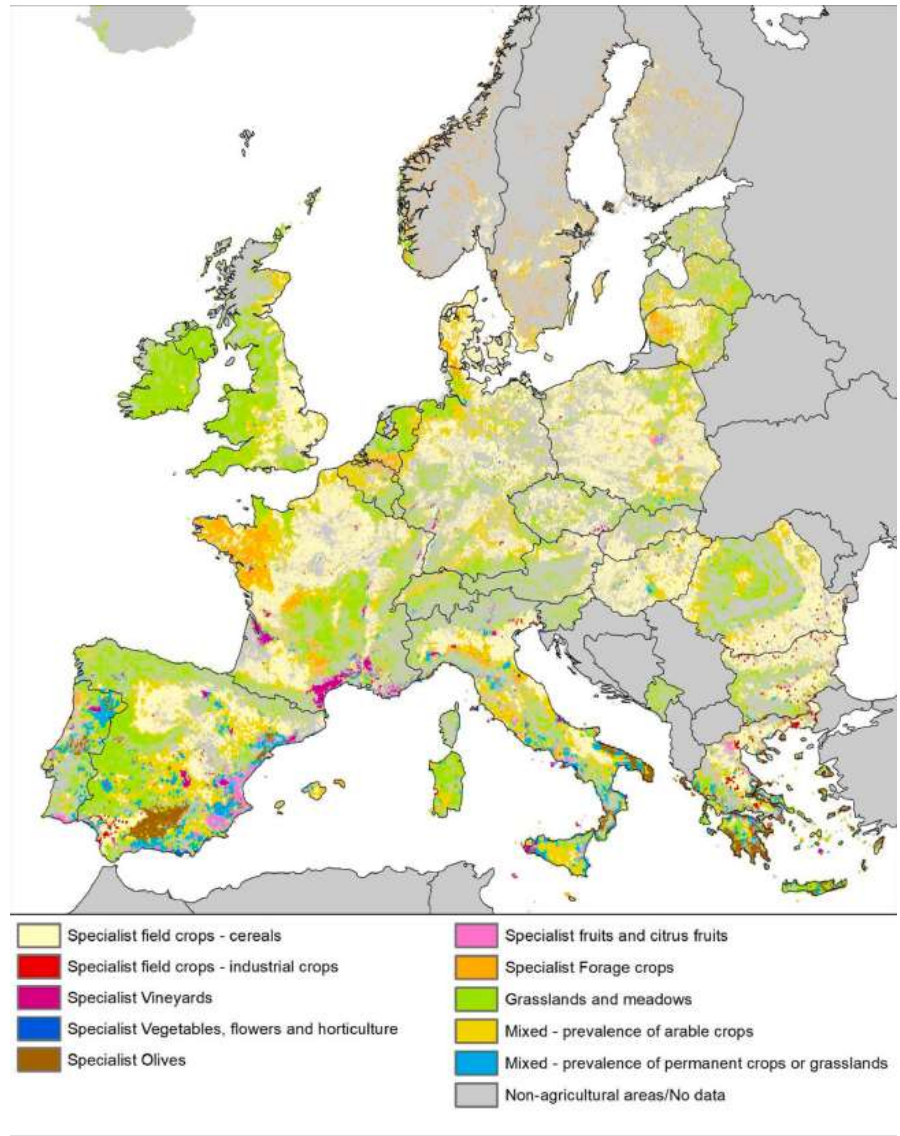 Specialist field crops - cereals
Specialist field crops - industrial crops
Specialist Vineyards
Specialist Vegetables, flowers and horticulture
Specialist Olives
Specialist fruits and citrus fruits
Specialist Forage crops
Grasslands and meadows
Mixed - prevalence of arable crops
Mixed - prevalence of permanent crops or grasslands
Non-agricultural areas/No data